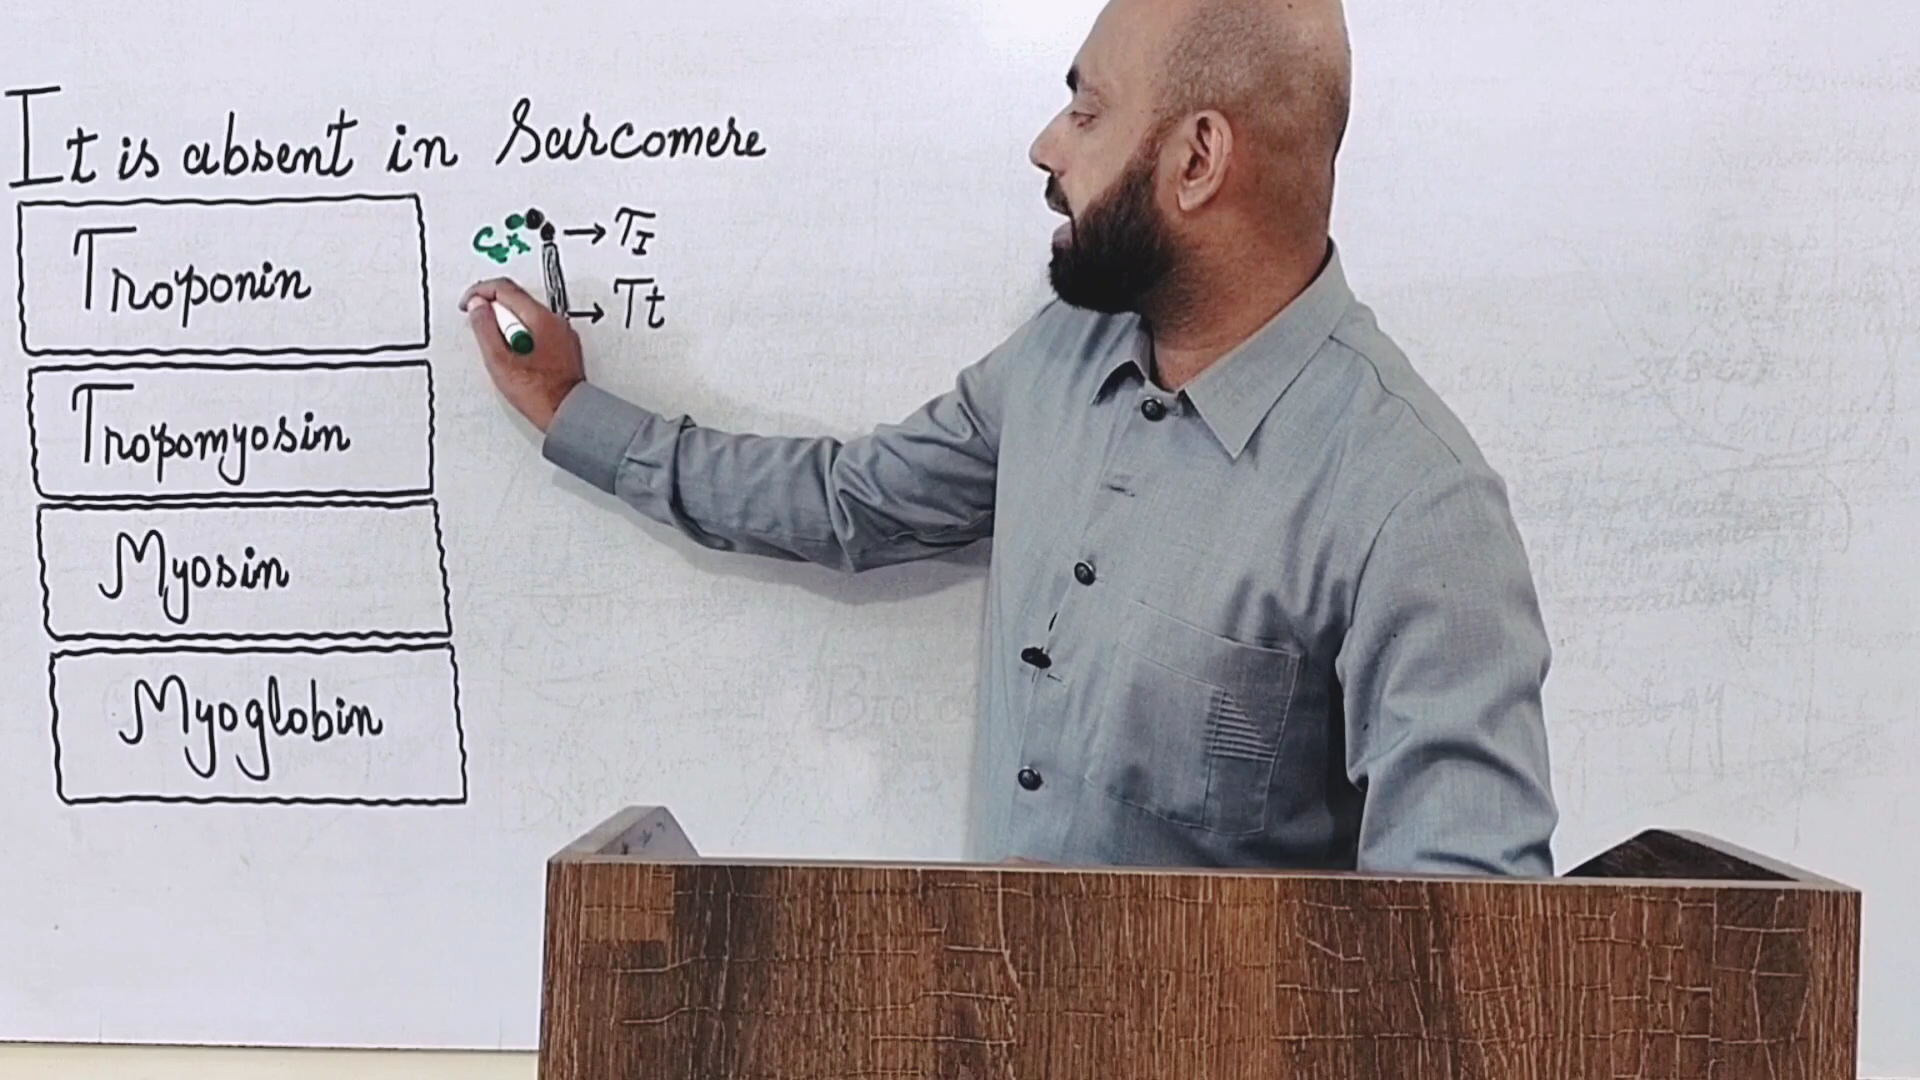 It is absent in Sarcomere
Troponin
TI
Tt
Tropomyosin
Myosin
Myoglobin